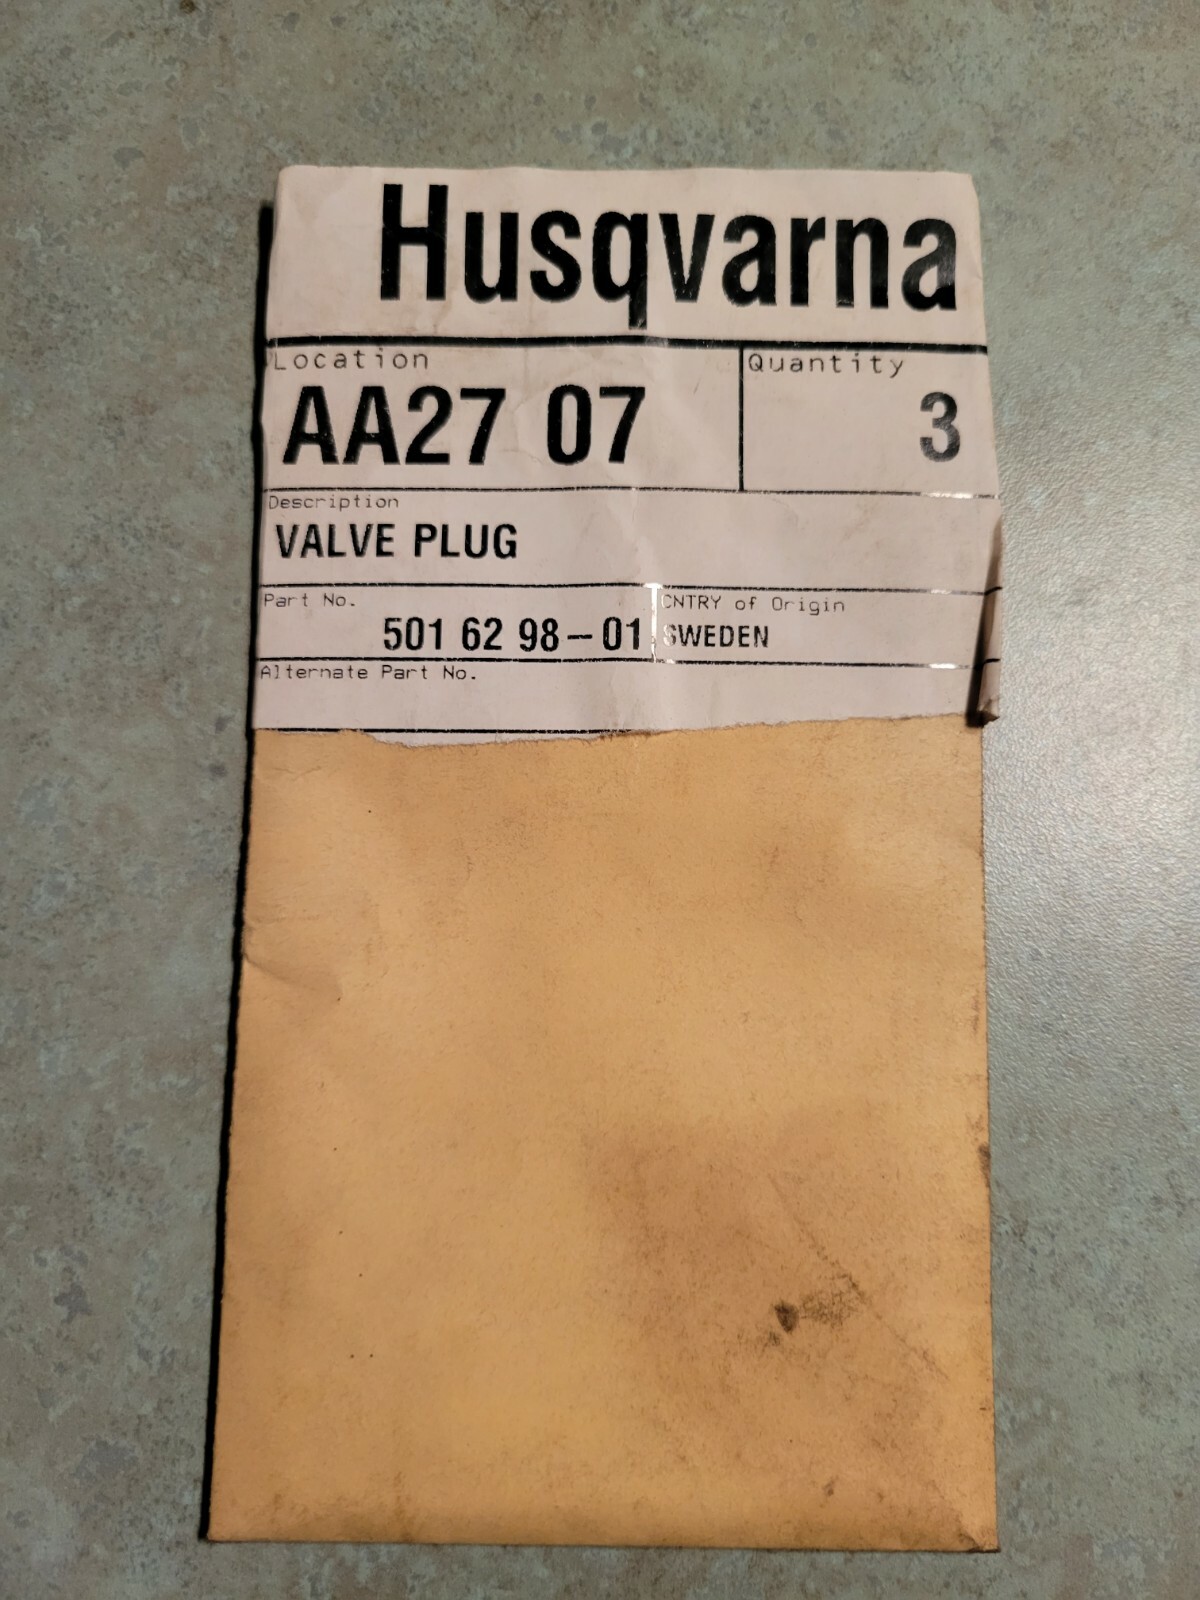 Husqvarna
Location Quantity
AA27 07 3
Description
VALVE PLUG
Part No. CNTRY of Origin
501 62 98-01 SWEDEN
Alternate Part No.